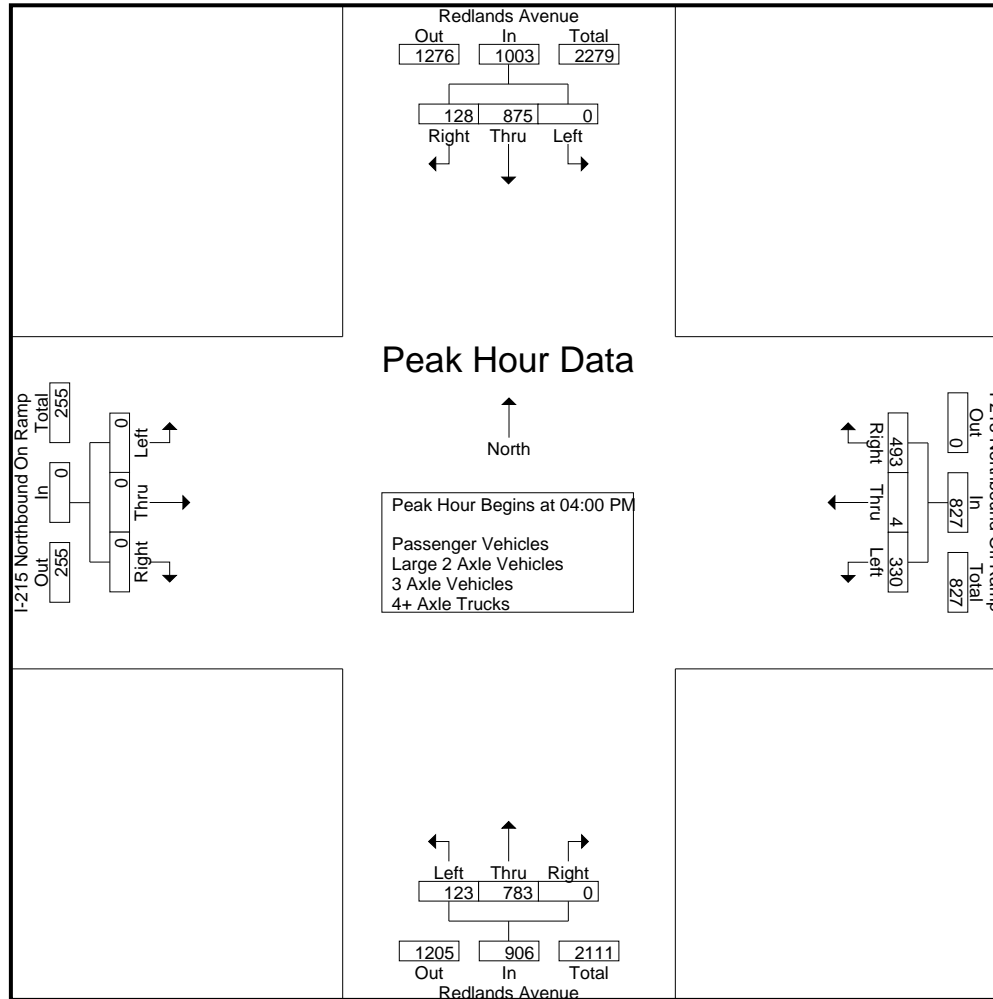 Redlands Avenue
Out In Total
1276 1003 2279
128 875 0
Right Thru Left
Peak Hour Data
North
Peak Hour Begins at 04:00 PM
Passenger Vehicles
Large 2 Axle Vehicles
3 Axle Vehicles
4+ Axle Trucks
I-215 Northbound On Ramp
Total In Out
255 0 255
0 0 0
Left Thru Right
Right Thru Left
493 4 330
Out In Total
0 827 827
Left Thru Right
123 783 0
1205 906 2111
Out In Total
Redlands Avenue